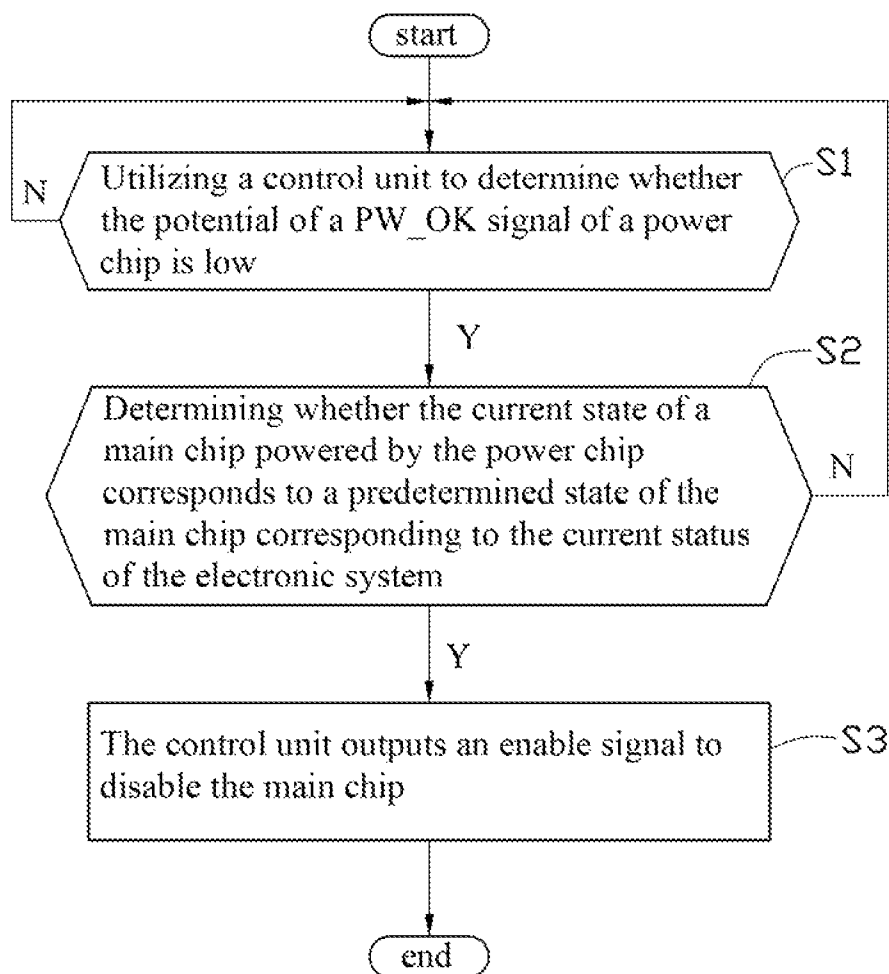 start
N
Utilizing a control unit to determine whether
the potential of a PW_OK signal of a power
chip is low
S1
Y
S2
Determining whether the current state of a
main chip powered by the power chip
corresponds to a predetermined state of the
main chip corresponding to the current status
of the electronic system
N
Y
The control unit outputs an enable signal to
disable the main chip
S3
end